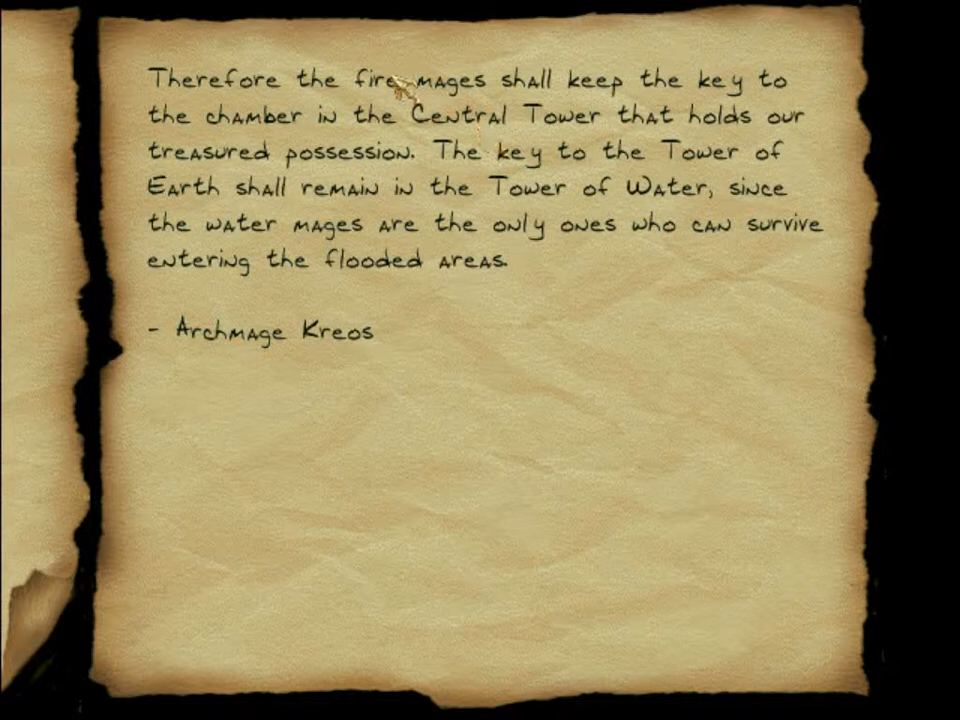 Therefore the fire mages shall keep the key to
the chamber in the Central Tower that holds our
treasured possession. The key to the Tower of
Earth shall remain in the Tower of Water, since
the water mages are the only ones who can survive
entering the flooded areas.
- Archmage Kreos